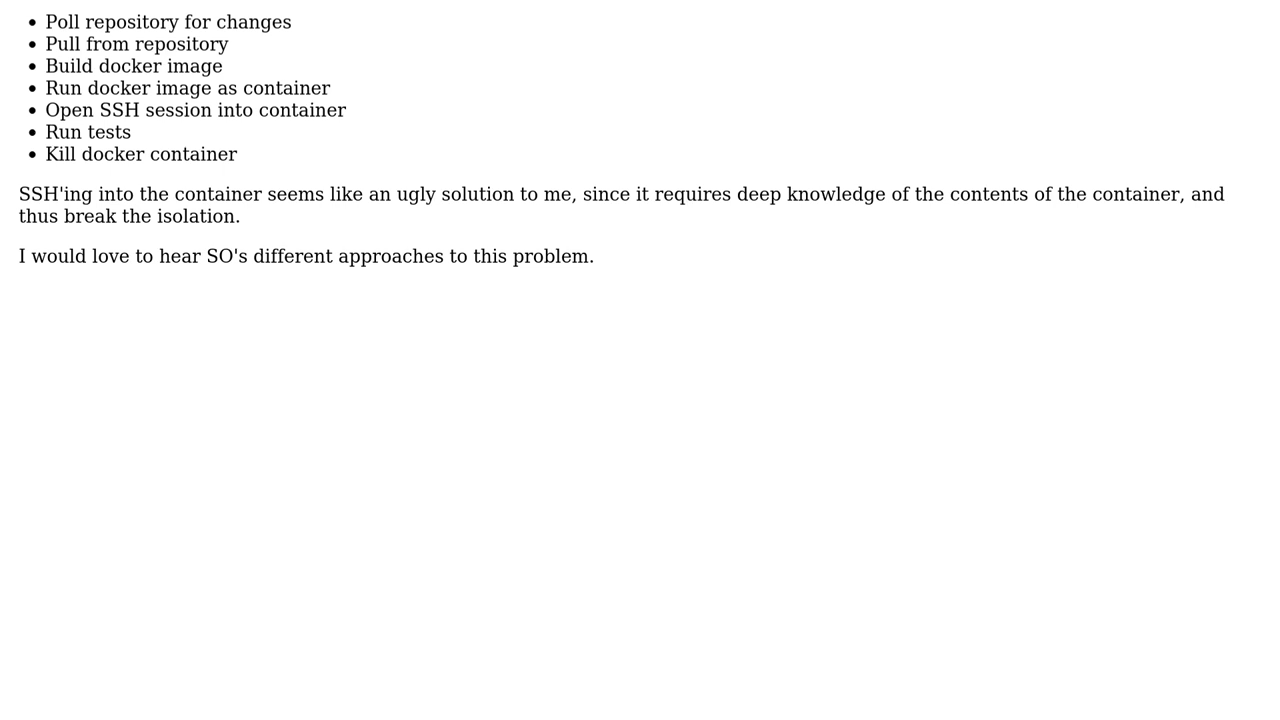 Poll repository for changes
Pull from repository
Build docker image
Run docker image as container
Open SSH session into container
Run tests
Kill docker container
SSH'ing into the container seems like an ugly solution to me, since it requires deep knowledge of the contents of the container, and
thus break the isolation.
I would love to hear SO's different approaches to this problem.